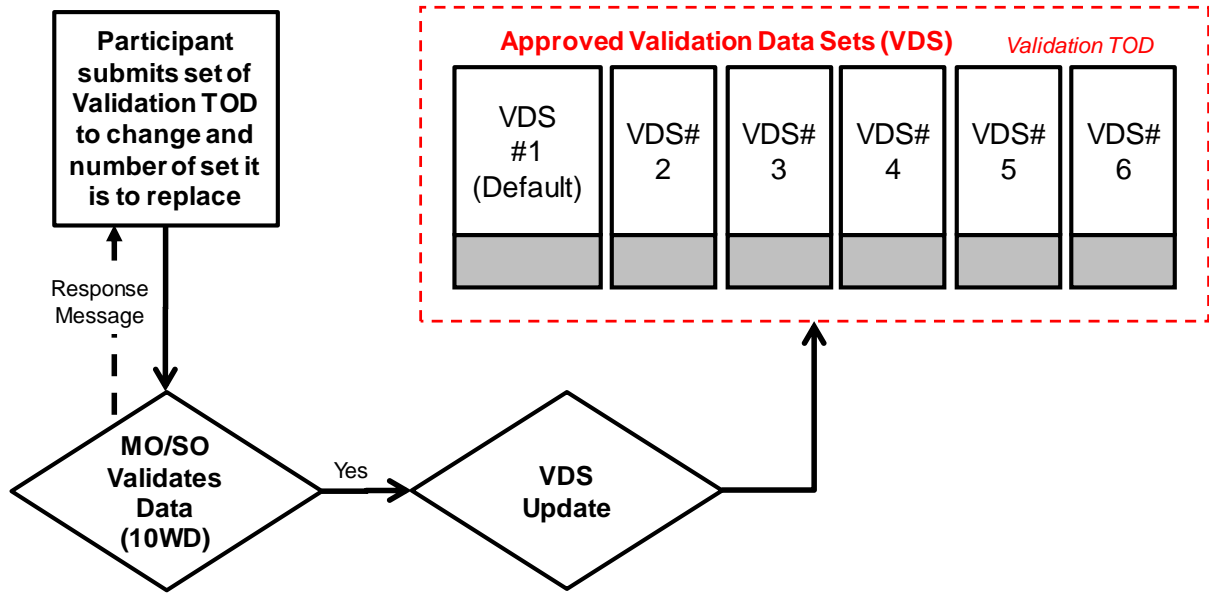 Participant
submits set of
Validation TOD
to change and
number of set it
is to replace
Approved Validation Data Sets (VDS)
Validation TOD
VDS
#1
(Default)
VDS#
2
VDS#
3
VDS#
4
VDS#
5
VDS#
6
Response
Message
MO/SO
Validates
Data
(10WD)
Yes
VDS
Update